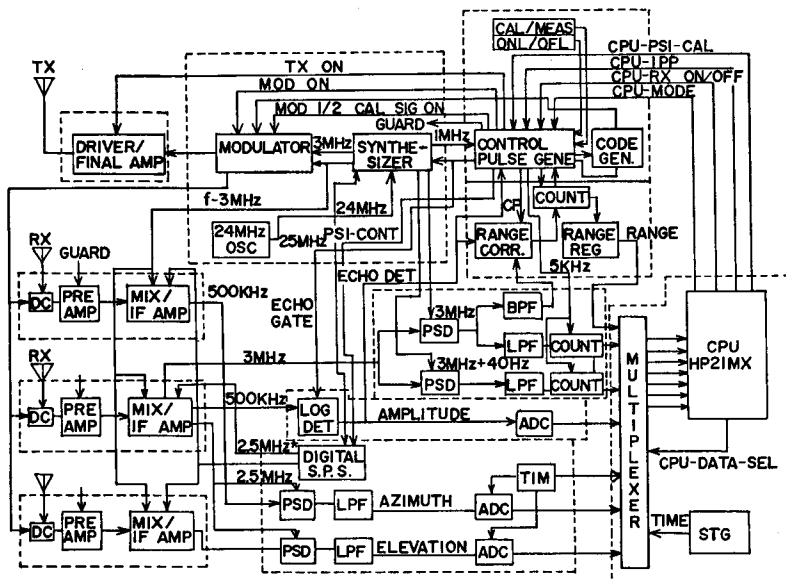 CAL/MEAS
ONL/OFL
CPU-PSI-CAL
CPU-IPP
CPU-RX ON/OFF
CPU-MODE
TX
TX ON
MOD ON
MOD 1/2 CAL SIG ON
GUARD
1MHz
DRIVER/
FINAL AMP
MODULATOR
3MHz
SYNTHE-
SIZER
CONTROL
PULSE GENE
CODE
GEN.
f-3MHz
24MHz
24MHz
OSC
25MHz
PSI-CONT
CP
COUNT
RANGE
CORR.
RANGE
REG
RANGE
RX
GUARD
ECHO DET
5KHz
DC
PRE
AMP
MIX/
IF AMP
500KHz
ECHO
GATE
3MHz
PSD
BPF
LPF
COUNT
CPU
HP21MX
RX
3MHz
3MHz+40Hz
PSD
LPF
COUNT
MULTIPLEXER
DC
PRE
AMP
MIX/
IF AMP
500KHz
LOG
DET
AMPLITUDE
ADC
2.5MHz*
DIGITAL
S.P.S.
CPU-DATA-SEL
2.5MHz
TIM
DC
PRE
AMP
MIX/
IF AMP
PSD
LPF
AZIMUTH
ADC
TIME
STG
PSD
LPF
ELEVATION
ADC